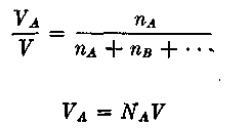 V_A / V = n_A / (n_A + n_B + ⋯
V_A = N_A V